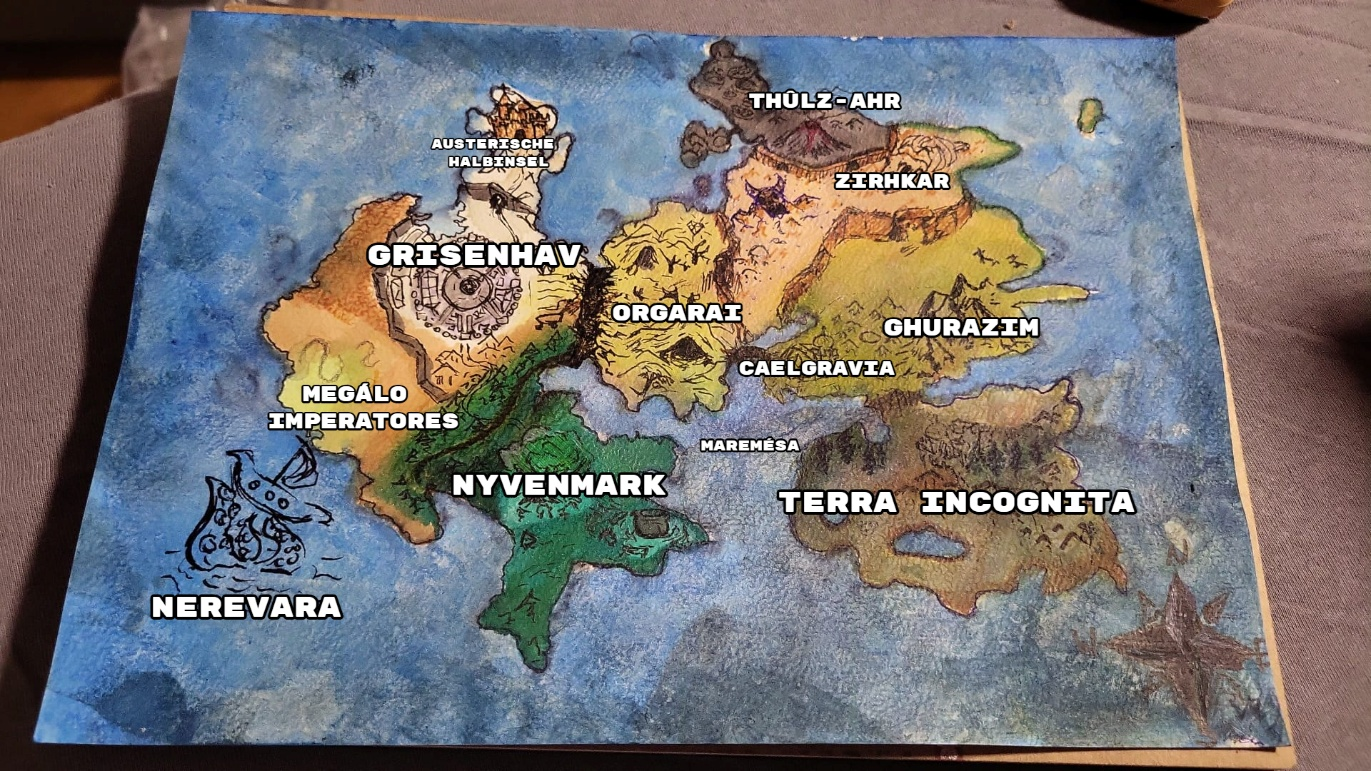 THÛLZ-AHR
AUSTERISCHE
HALBINSEL
ZIRHKAR
GRISENHAV
ORGARAI
GHURAZIM
CAELGRAVIA
MEGÁLO
IMPERATORES
MAREMÉSA
NYVENMARK
TERRA INCOGNITA
NEREVARA